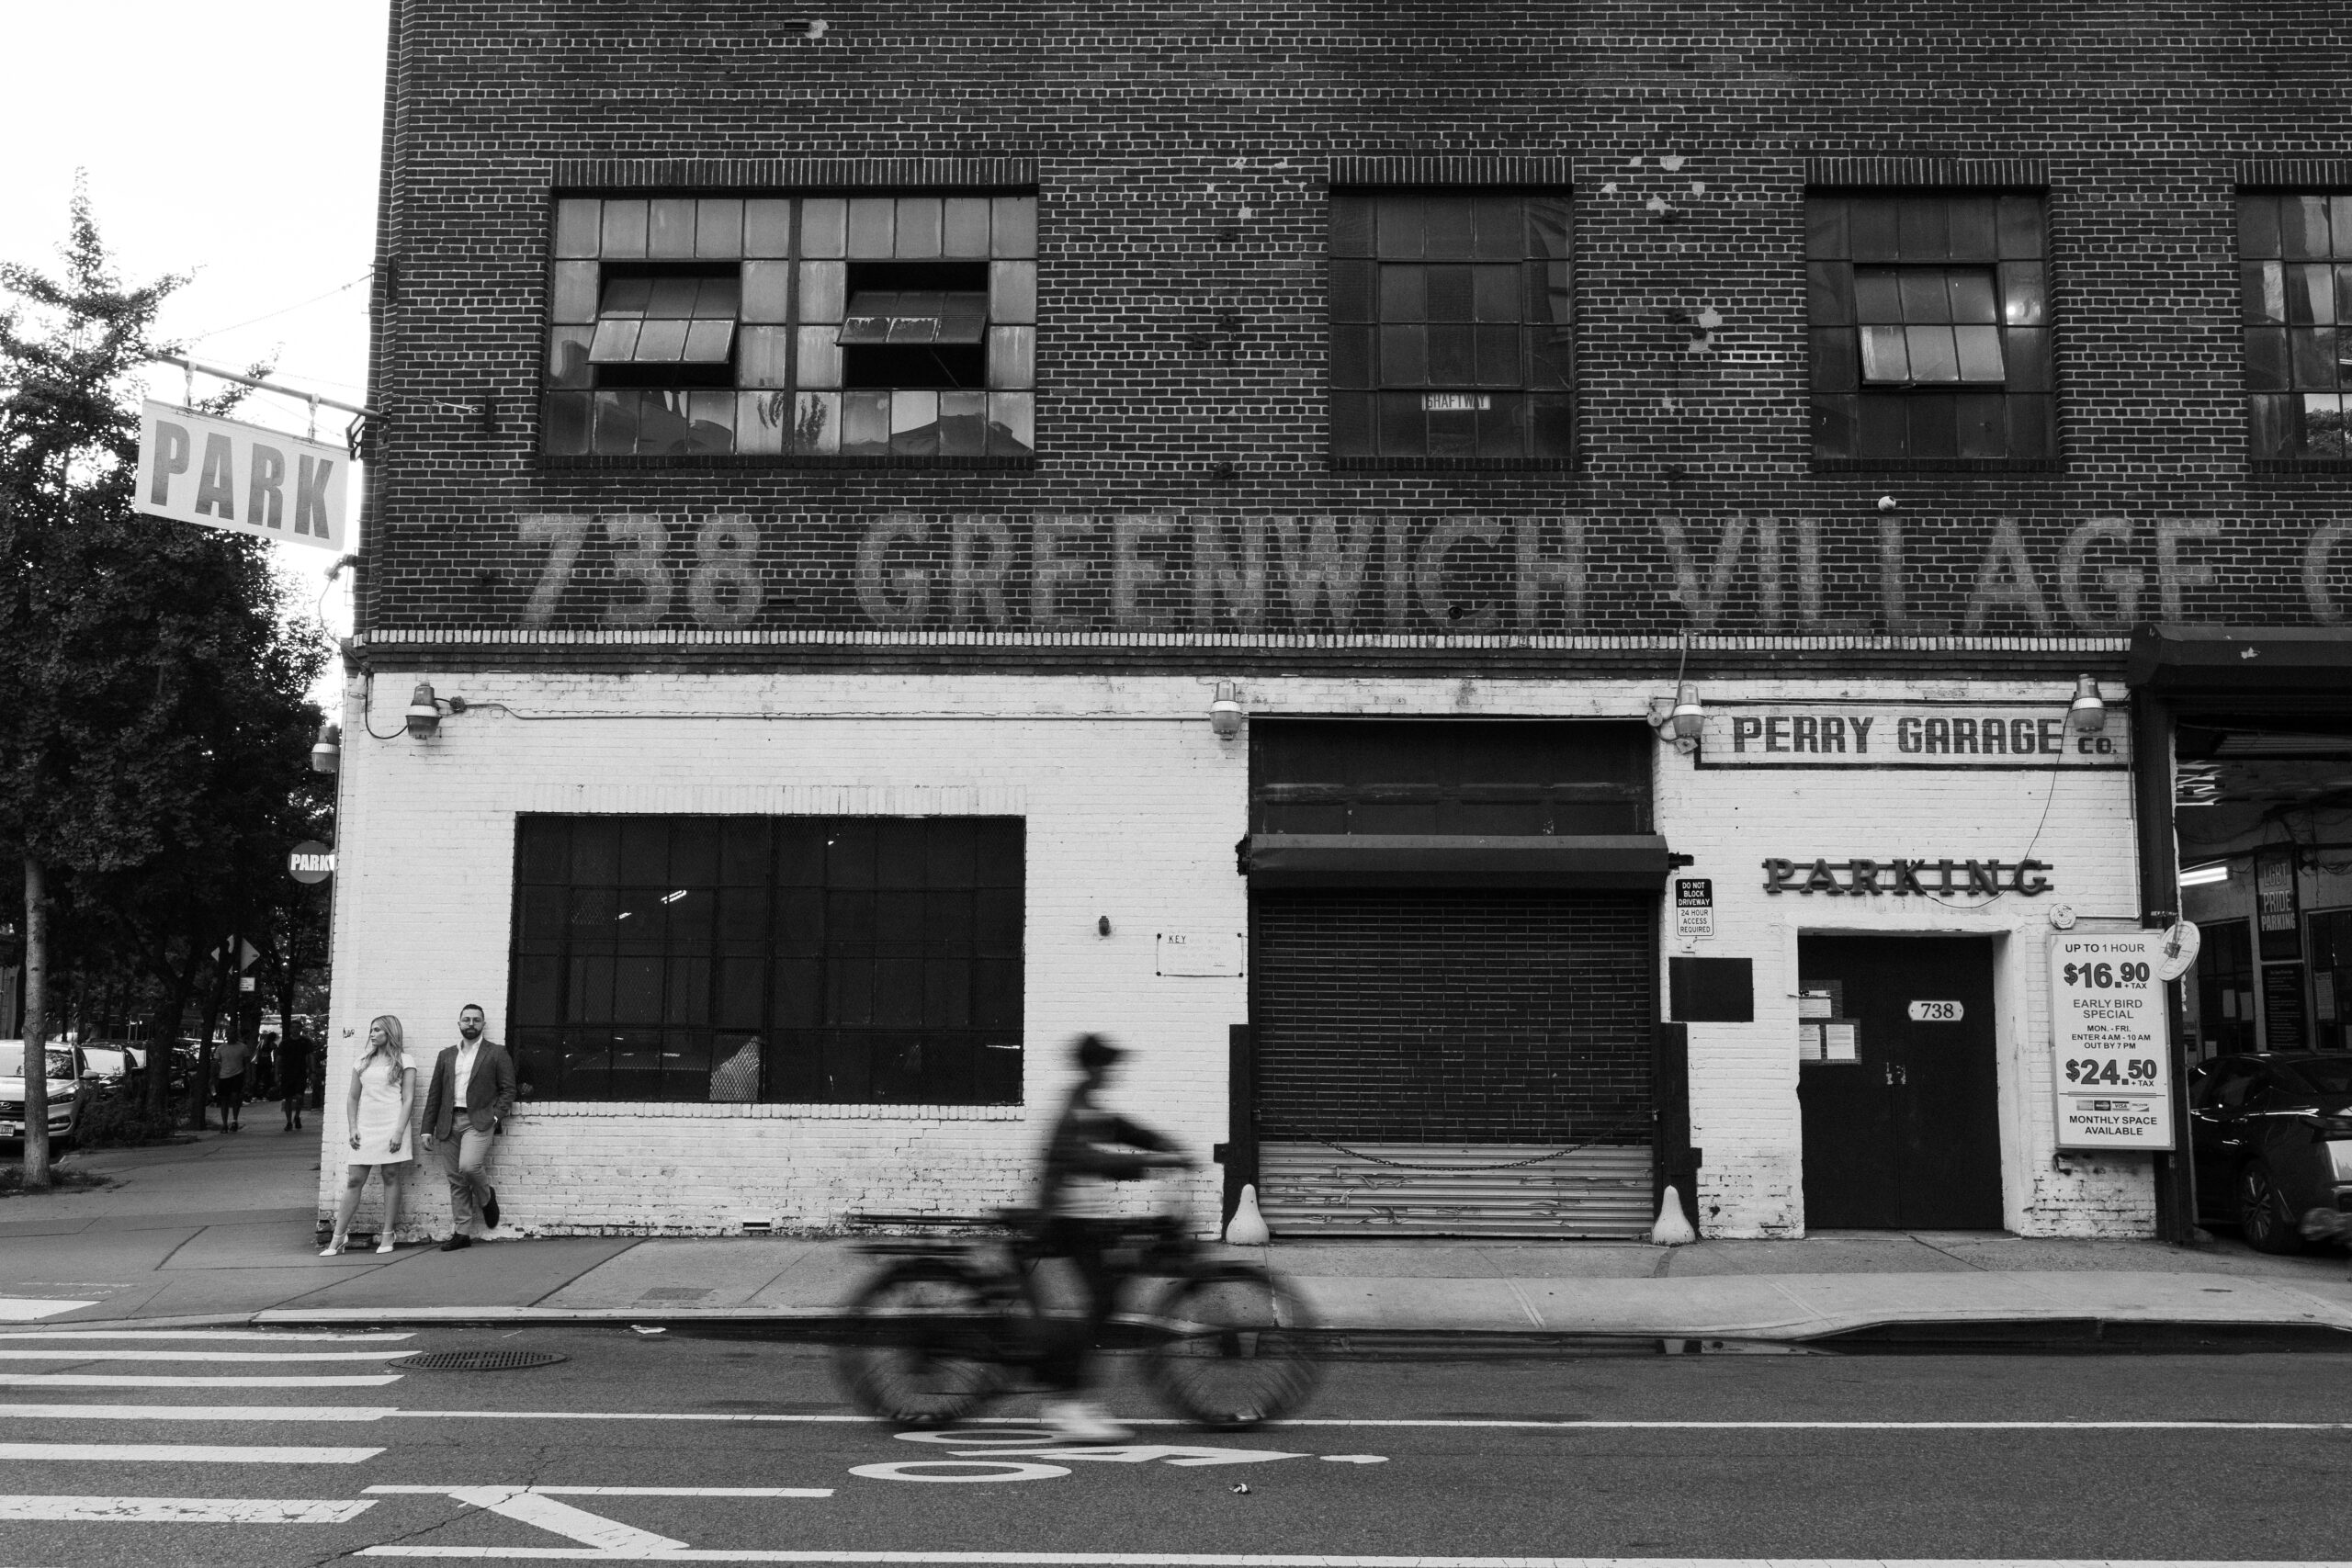 PARK
SHAFTWAY
738 GREENWICH VILLAGE
PERRY GARAGE CO.
PARK
PARKING
KEY
DO NOT
BLOCK
DRIVEWAY
24 HOUR
ACCESS
REQUIRED
738
UP TO 1 HOUR
$16.90
+ TAX
EARLY BIRD
SPECIAL
MON. - FRI.
ENTER 4 AM - 10 AM
OUT BY 7 PM
$24.50
+ TAX
VISA
MONTHLY SPACE
AVAILABLE
LGBT
PRIDE
PARKING